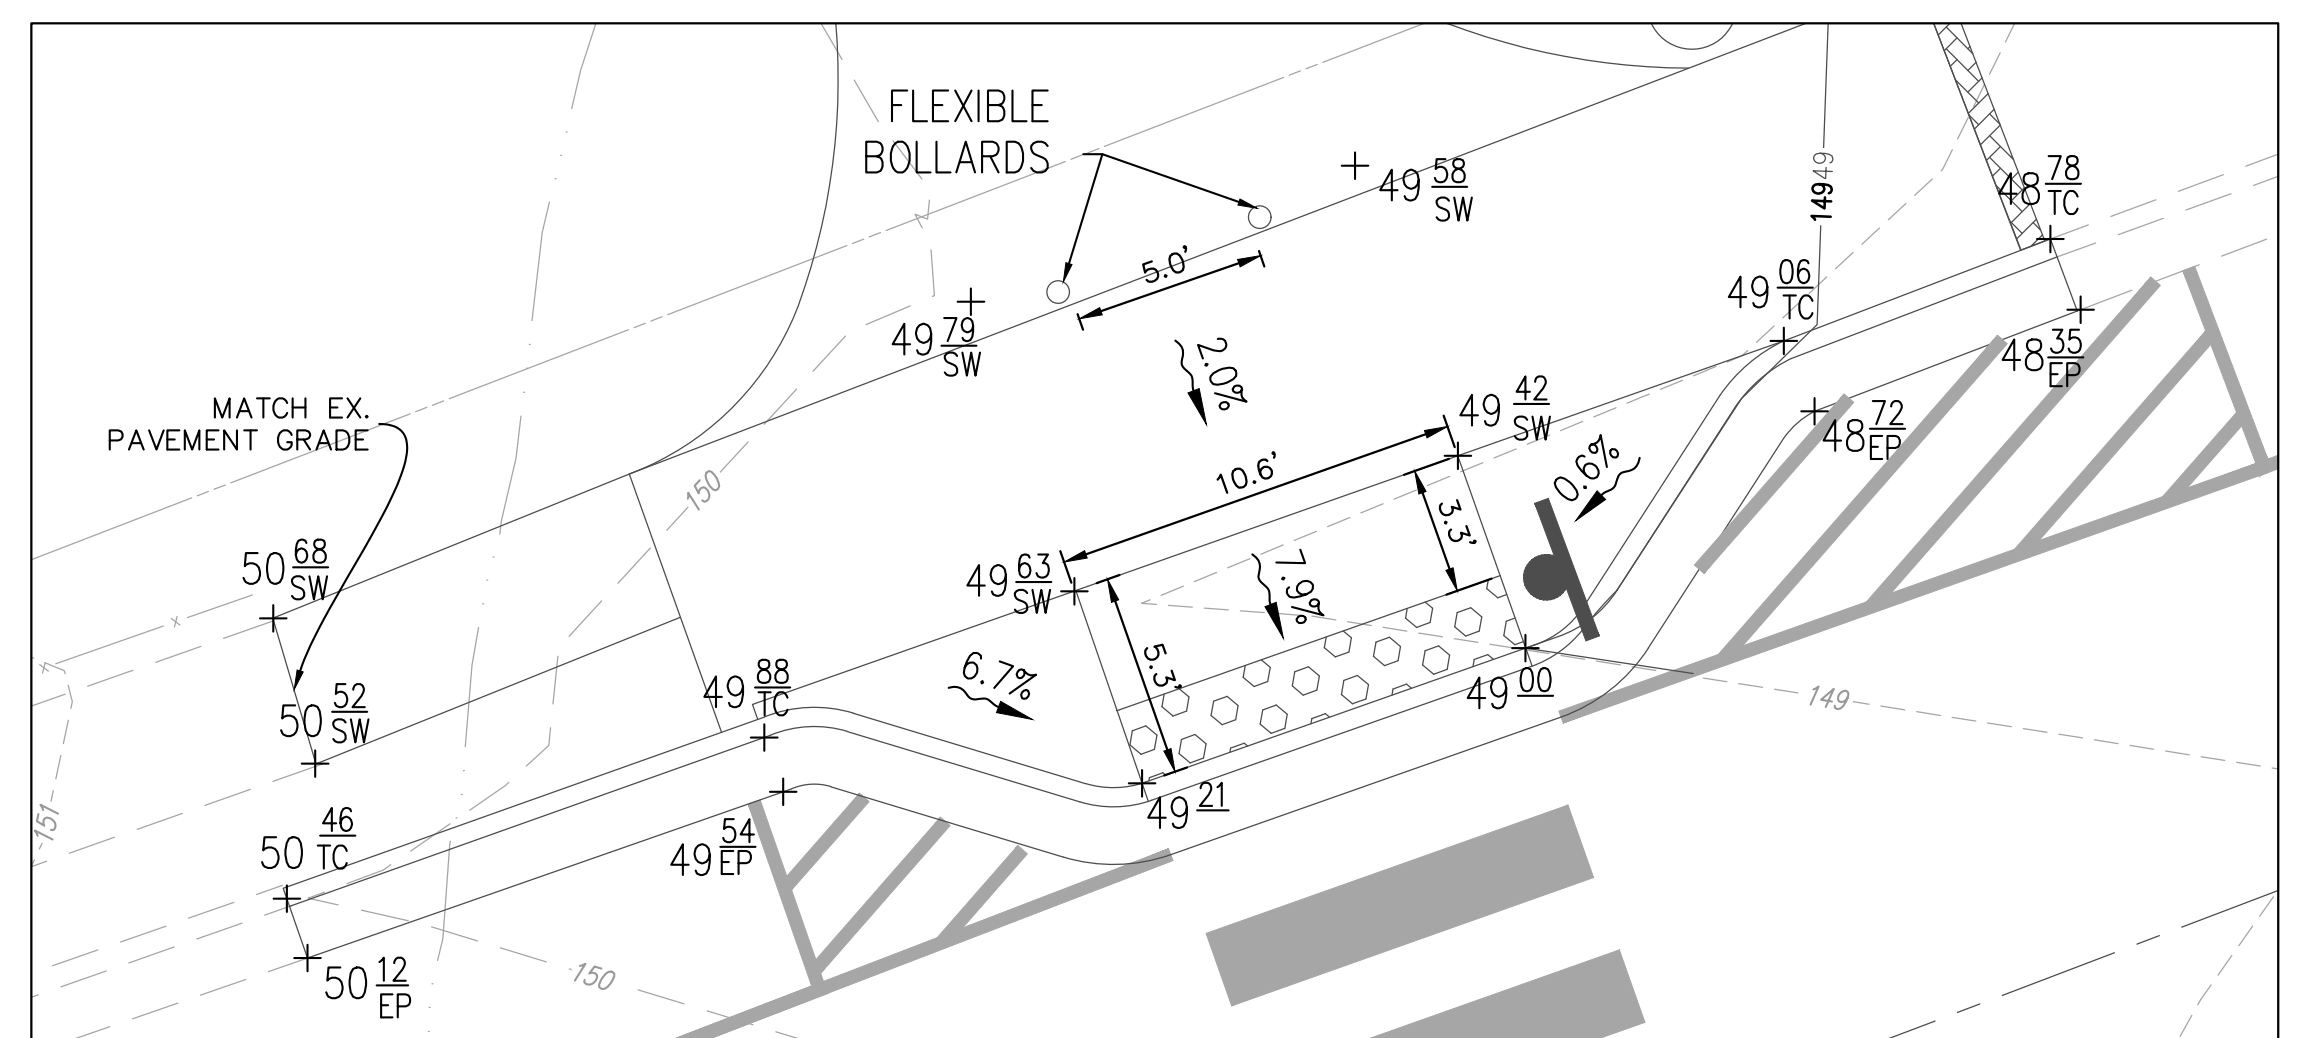 FLEXIBLE
BOLLARDS
49 58
SW
48 78
TC
14949
5.0'
49 06
TC
49 79
SW
2.0%
48 35
EP
MATCH EX.
PAVEMENT GRADE
49 42
SW
48 72
EP
150
10.6'
0.6%
3.3'
50 68
SW
49 63
SW
7.9%
50 52
SW
49 88
TC
6.7%
5.3'
49 00
149
49 21
151
50 46
TC
49 54
EP
150
50 12
EP